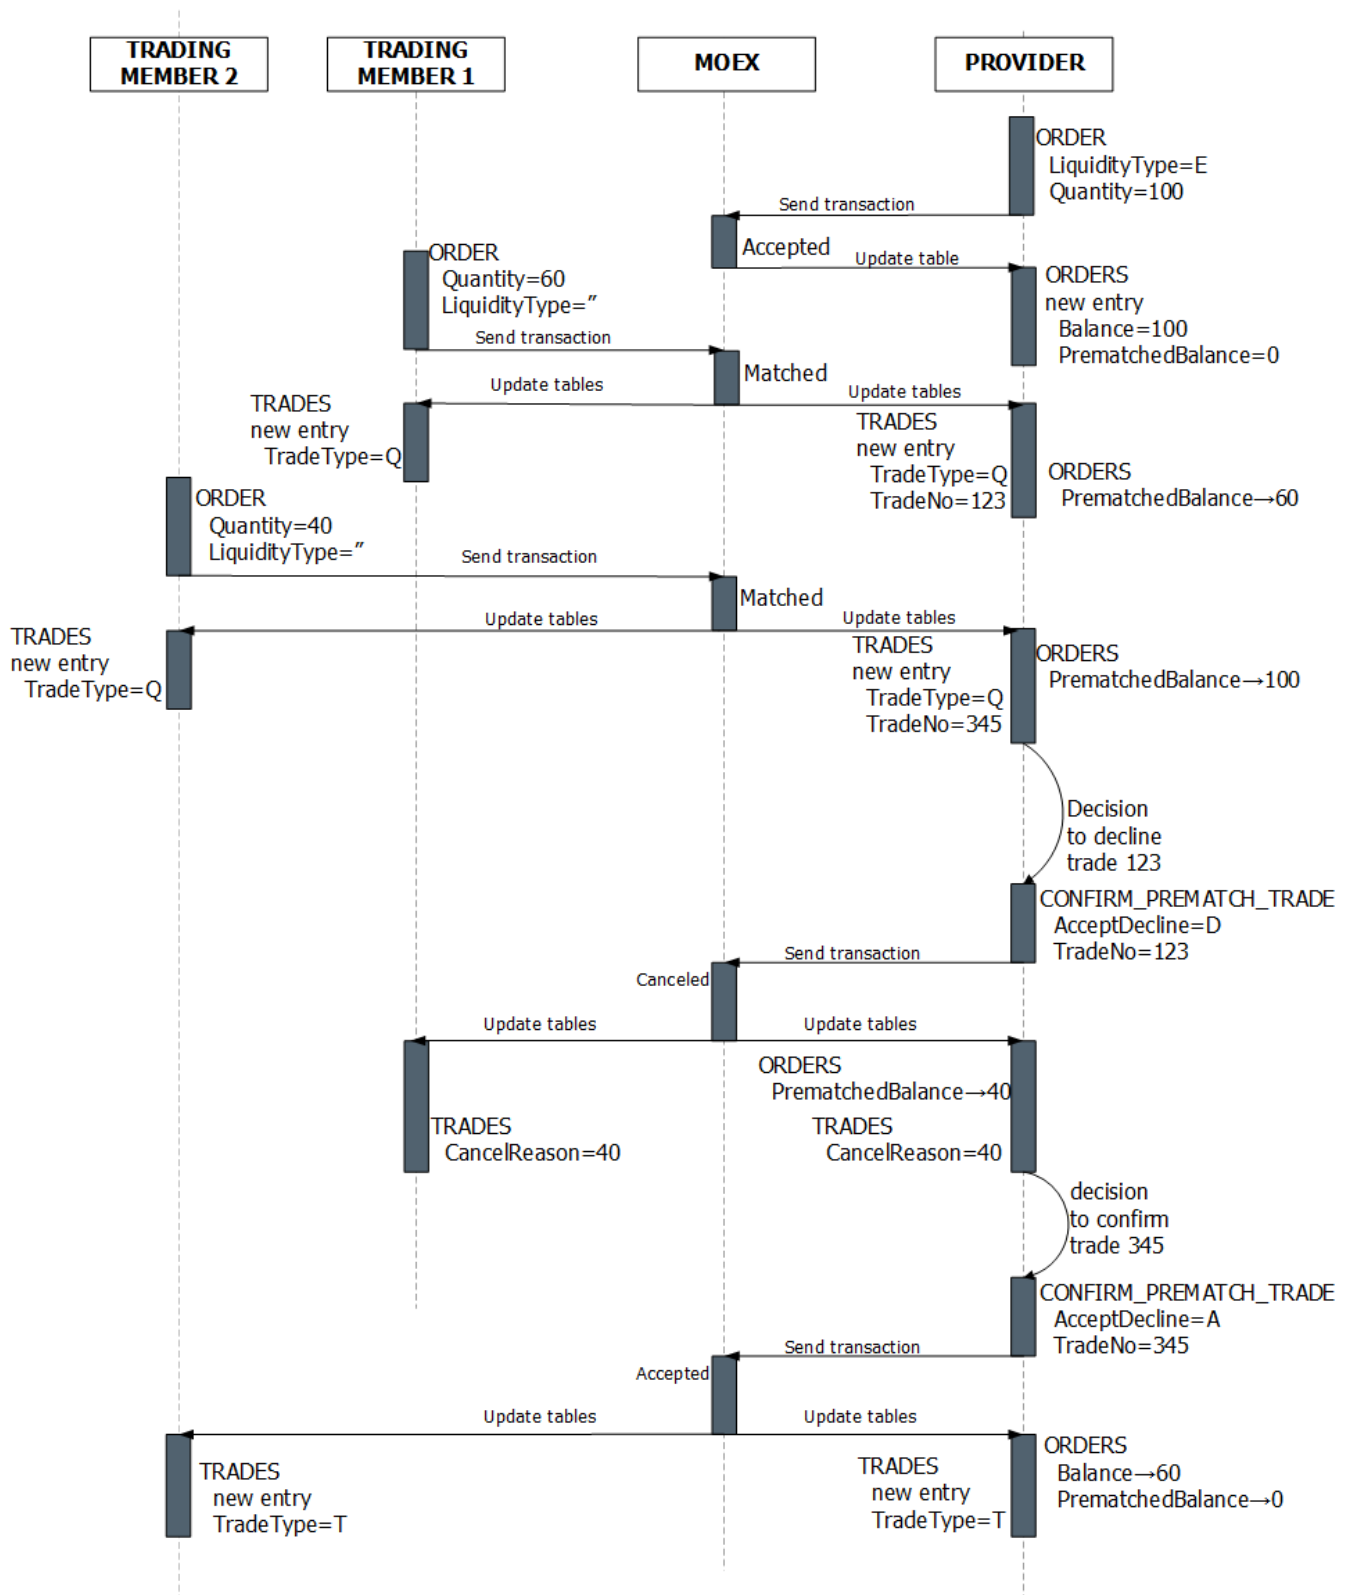 TRADING
MEMBER 2
TRADING
MEMBER 1
MOEX
PROVIDER
ORDER
LiquidityType=E
Quantity=100
Send transaction
Accepted
Update table
ORDER
Quantity=60
LiquidityType=”
ORDERS
new entry
Balance=100
PrematchedBalance=0
Send transaction
Matched
Update tables
Update tables
TRADES
new entry
TradeType=Q
TRADES
new entry
TradeType=Q
TradeNo=123
ORDERS
PrematchedBalance→60
ORDER
Quantity=40
LiquidityType=”
Send transaction
Matched
Update tables
Update tables
TRADES
new entry
TradeType=Q
TRADES
new entry
TradeType=Q
TradeNo=345
ORDERS
PrematchedBalance→100
Decision
to decline
trade 123
CONFIRM_PREMATCH_TRADE
AcceptDecline=D
TradeNo=123
Send transaction
Canceled
Update tables
Update tables
ORDERS
PrematchedBalance→40
TRADES
CancelReason=40
TRADES
CancelReason=40
decision
to confirm
trade 345
CONFIRM_PREMATCH_TRADE
AcceptDecline=A
TradeNo=345
Send transaction
Accepted
Update tables
Update tables
TRADES
new entry
TradeType=T
TRADES
new entry
TradeType=T
ORDERS
Balance→60
PrematchedBalance→0